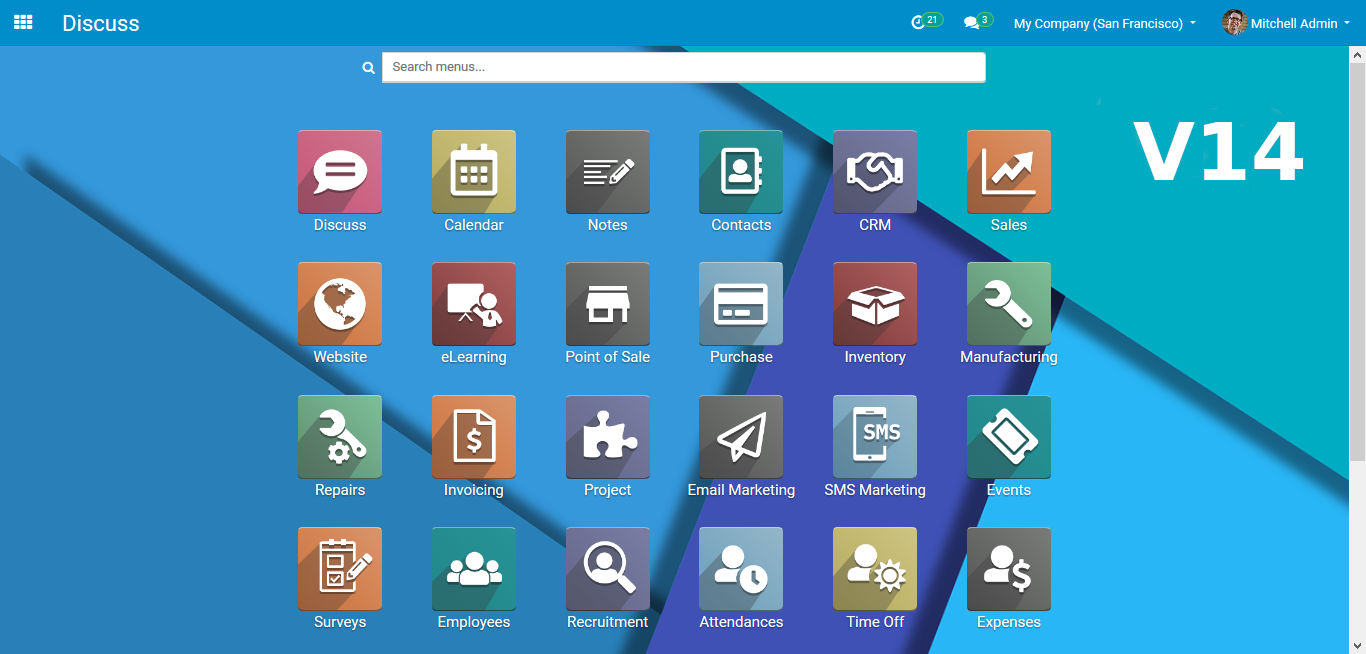 Discuss
21
3
My Company (San Francisco)
Mitchell Admin
Search menus...
V14
Discuss
Calendar
Notes
Contacts
CRM
Sales
Website
eLearning
Point of Sale
Purchase
Inventory
Manufacturing
Repairs
Invoicing
Project
Email Marketing
SMS
SMS Marketing
Events
Surveys
Employees
Recruitment
Attendances
Time Off
Expenses